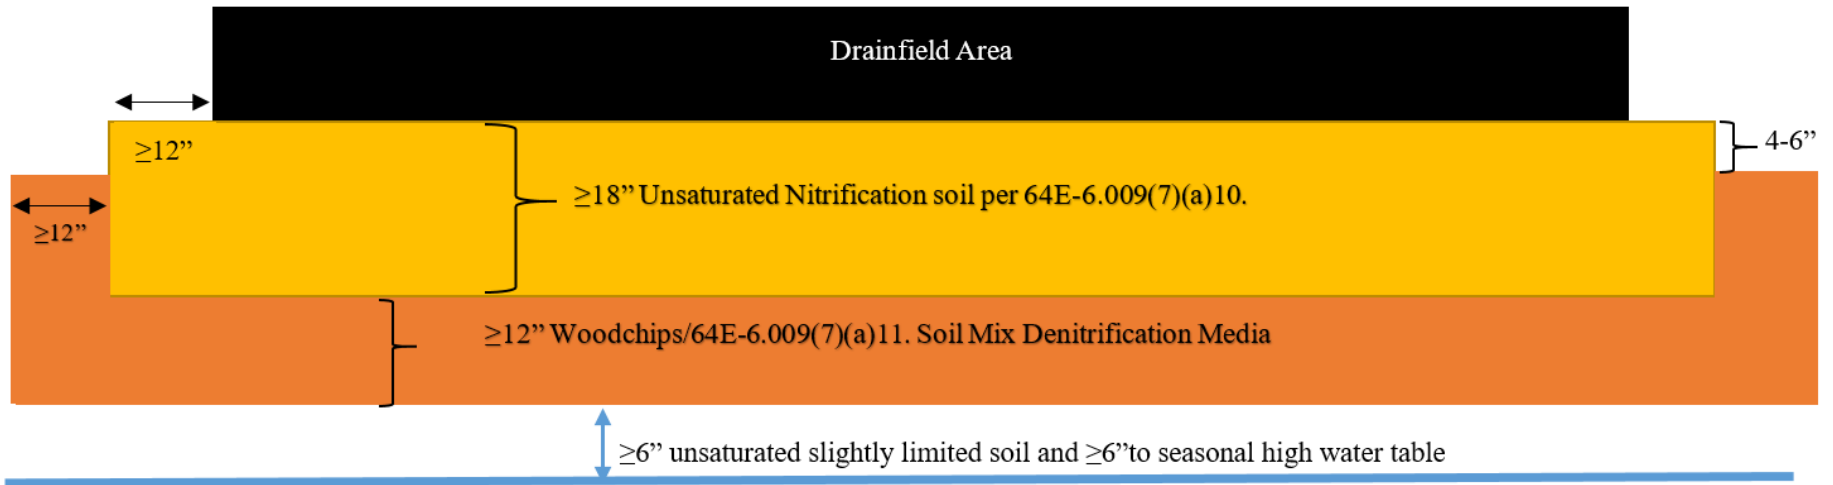 Drainfield Area
≥12”
4-6”
≥18” Unsaturated Nitrification soil per 64E-6.009(7)(a)10.
≥12”
≥12” Woodchips/64E-6.009(7)(a)11. Soil Mix Denitrification Media
≥6” unsaturated slightly limited soil and ≥6”to seasonal high water table